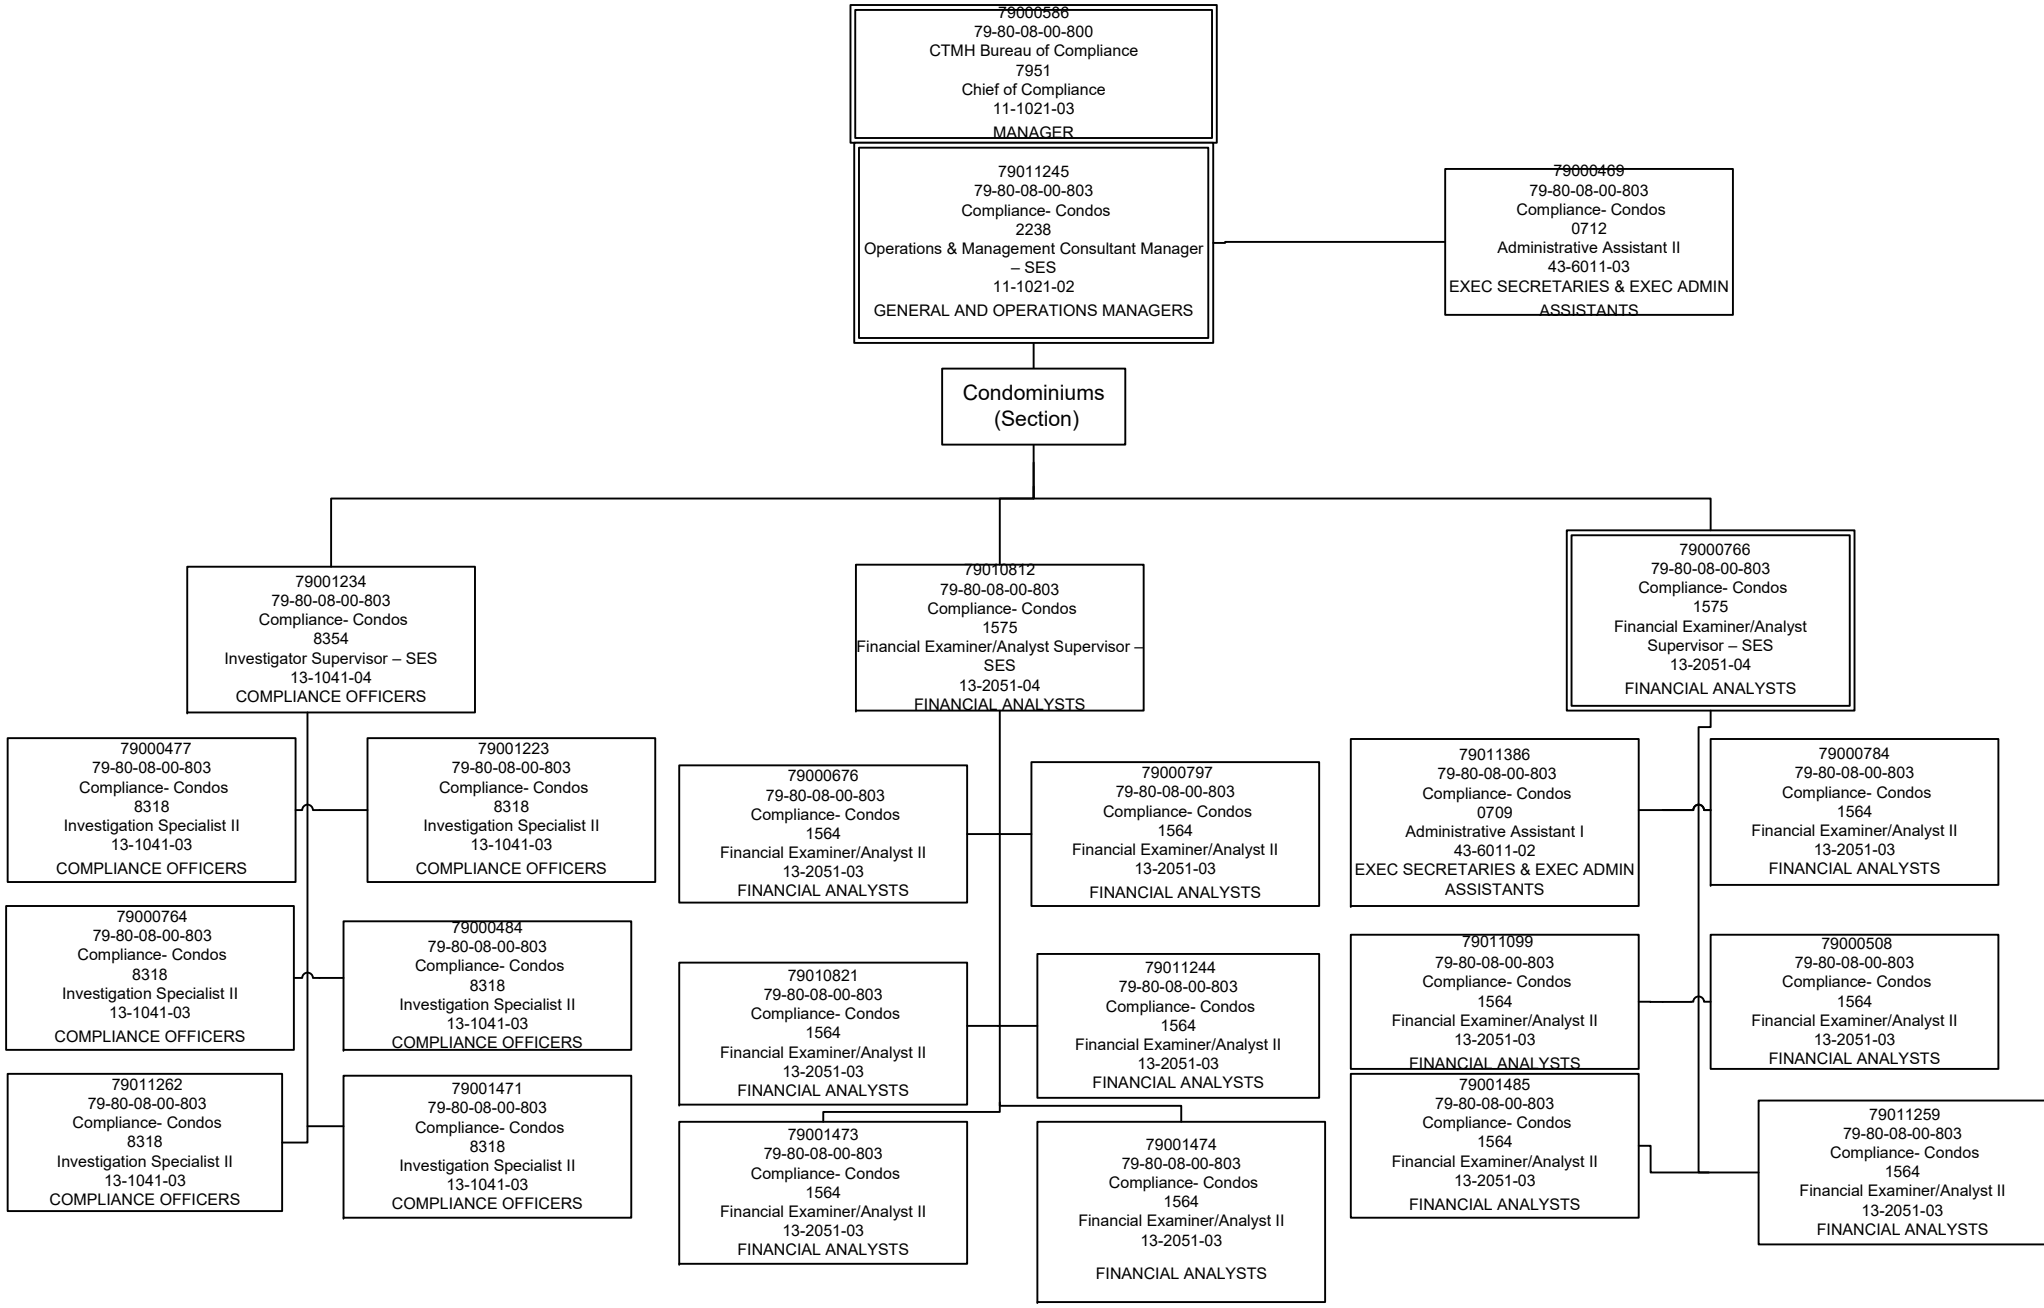 79000586
79-80-08-00-800
CTMH Bureau of Compliance
7951
Chief of Compliance
11-1021-03
MANAGER
79011245
79-80-08-00-803
Compliance- Condos
2238
Operations & Management Consultant Manager
– SES
11-1021-02
GENERAL AND OPERATIONS MANAGERS
79000469
79-80-08-00-803
Compliance- Condos
0712
Administrative Assistant II
43-6011-03
EXEC SECRETARIES & EXEC ADMIN
ASSISTANTS
Condominiums
(Section)
79001234
79-80-08-00-803
Compliance- Condos
8354
Investigator Supervisor – SES
13-1041-04
COMPLIANCE OFFICERS
79010812
79-80-08-00-803
Compliance- Condos
1575
Financial Examiner/Analyst Supervisor –
SES
13-2051-04
FINANCIAL ANALYSTS
79000766
79-80-08-00-803
Compliance- Condos
1575
Financial Examiner/Analyst
Supervisor – SES
13-2051-04
FINANCIAL ANALYSTS
79000477
79-80-08-00-803
Compliance- Condos
8318
Investigation Specialist II
13-1041-03
COMPLIANCE OFFICERS
79001223
79-80-08-00-803
Compliance- Condos
8318
Investigation Specialist II
13-1041-03
COMPLIANCE OFFICERS
79000676
79-80-08-00-803
Compliance- Condos
1564
Financial Examiner/Analyst II
13-2051-03
FINANCIAL ANALYSTS
79000797
79-80-08-00-803
Compliance- Condos
1564
Financial Examiner/Analyst II
13-2051-03
FINANCIAL ANALYSTS
79011386
79-80-08-00-803
Compliance- Condos
0709
Administrative Assistant I
43-6011-02
EXEC SECRETARIES & EXEC ADMIN
ASSISTANTS
79000784
79-80-08-00-803
Compliance- Condos
1564
Financial Examiner/Analyst II
13-2051-03
FINANCIAL ANALYSTS
79000764
79-80-08-00-803
Compliance- Condos
8318
Investigation Specialist II
13-1041-03
COMPLIANCE OFFICERS
79000484
79-80-08-00-803
Compliance- Condos
8318
Investigation Specialist II
13-1041-03
COMPLIANCE OFFICERS
79010821
79-80-08-00-803
Compliance- Condos
1564
Financial Examiner/Analyst II
13-2051-03
FINANCIAL ANALYSTS
79011244
79-80-08-00-803
Compliance- Condos
1564
Financial Examiner/Analyst II
13-2051-03
FINANCIAL ANALYSTS
79011099
79-80-08-00-803
Compliance- Condos
1564
Financial Examiner/Analyst II
13-2051-03
FINANCIAL ANALYSTS
79000508
79-80-08-00-803
Compliance- Condos
1564
Financial Examiner/Analyst II
13-2051-03
FINANCIAL ANALYSTS
79011262
79-80-08-00-803
Compliance- Condos
8318
Investigation Specialist II
13-1041-03
COMPLIANCE OFFICERS
79001471
79-80-08-00-803
Compliance- Condos
8318
Investigation Specialist II
13-1041-03
COMPLIANCE OFFICERS
79001473
79-80-08-00-803
Compliance- Condos
1564
Financial Examiner/Analyst II
13-2051-03
FINANCIAL ANALYSTS
79001474
79-80-08-00-803
Compliance- Condos
1564
Financial Examiner/Analyst II
13-2051-03
FINANCIAL ANALYSTS
79001485
79-80-08-00-803
Compliance- Condos
1564
Financial Examiner/Analyst II
13-2051-03
FINANCIAL ANALYSTS
79011259
79-80-08-00-803
Compliance- Condos
1564
Financial Examiner/Analyst II
13-2051-03
FINANCIAL ANALYSTS